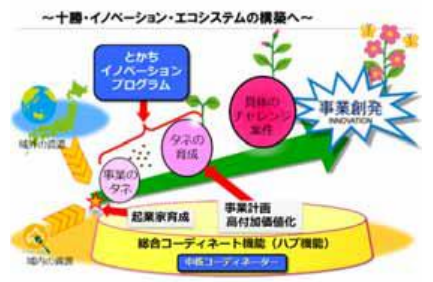 ～十勝・イノベーション・エコシステムの構築へ～
とかち
イノベーション
プログラム
具体の
チャレンジ
案件
事業創発
INNOVATION
タネの
育成
域外の資源
事業の
タネ
起業家育成
事業計画
高付加価値化
総合コーディネート機能（ハブ機能）
中核コーディネーター
域内の資源